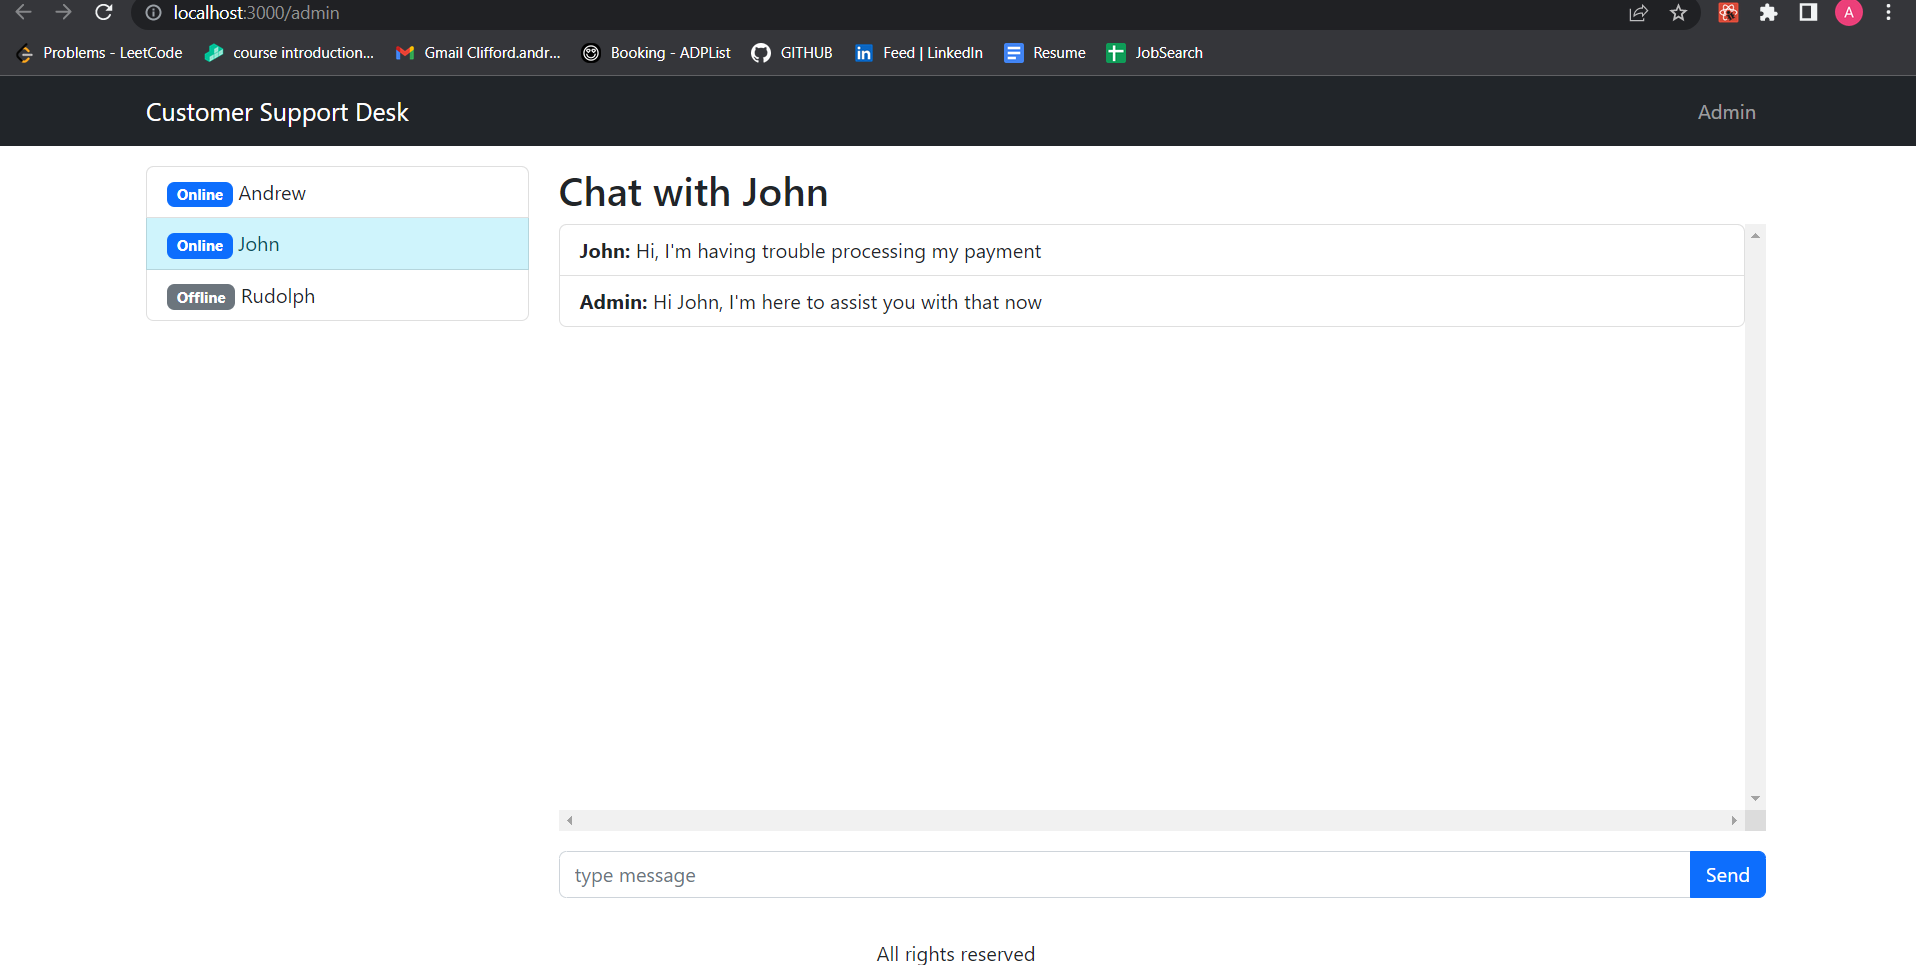 localhost:3000/admin
A
Problems - LeetCode course introduction... Gmail Clifford.andr... Booking - ADPList GITHUB Feed | LinkedIn Resume JobSearch
Customer Support Desk Admin
Online Andrew
Online John
Offline Rudolph
Chat with John
John: Hi, I'm having trouble processing my payment
Admin: Hi John, I'm here to assist you with that now
type message Send
All rights reserved